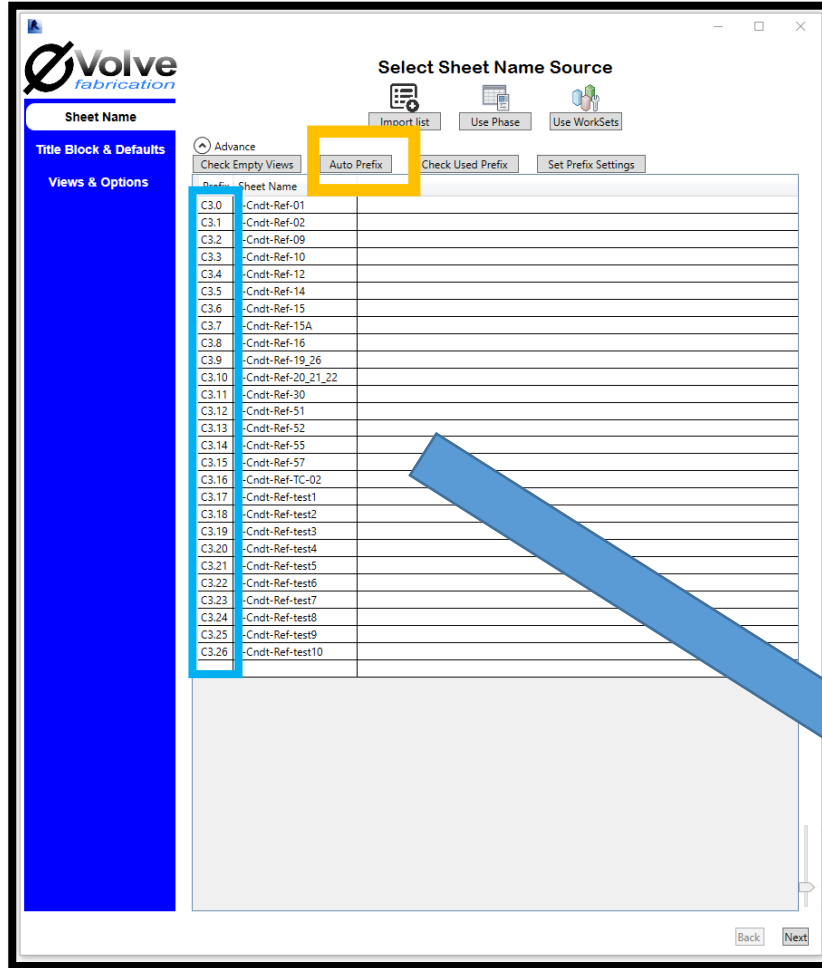 Volve
fabrication
Select Sheet Name Source
Import list Use Phase Use WorkSets
Sheet Name
Title Block & Defaults
Views & Options
Advance
Check Empty Views Auto Prefix Check Used Prefix Set Prefix Settings
Prefix Sheet Name
C3.0 -Cndt-Ref-01
C3.1 -Cndt-Ref-02
C3.2 -Cndt-Ref-09
C3.3 -Cndt-Ref-10
C3.4 -Cndt-Ref-12
C3.5 -Cndt-Ref-14
C3.6 -Cndt-Ref-15
C3.7 -Cndt-Ref-15A
C3.8 -Cndt-Ref-16
C3.9 -Cndt-Ref-19_26
C3.10 -Cndt-Ref-20_21_22
C3.11 -Cndt-Ref-30
C3.12 -Cndt-Ref-51
C3.13 -Cndt-Ref-52
C3.14 -Cndt-Ref-55
C3.15 -Cndt-Ref-57
C3.16 -Cndt-Ref-TC-02
C3.17 -Cndt-Ref-test1
C3.18 -Cndt-Ref-test2
C3.19 -Cndt-Ref-test3
C3.20 -Cndt-Ref-test4
C3.21 -Cndt-Ref-test5
C3.22 -Cndt-Ref-test6
C3.23 -Cndt-Ref-test7
C3.24 -Cndt-Ref-test8
C3.25 -Cndt-Ref-test9
C3.26 -Cndt-Ref-test10
Back Next